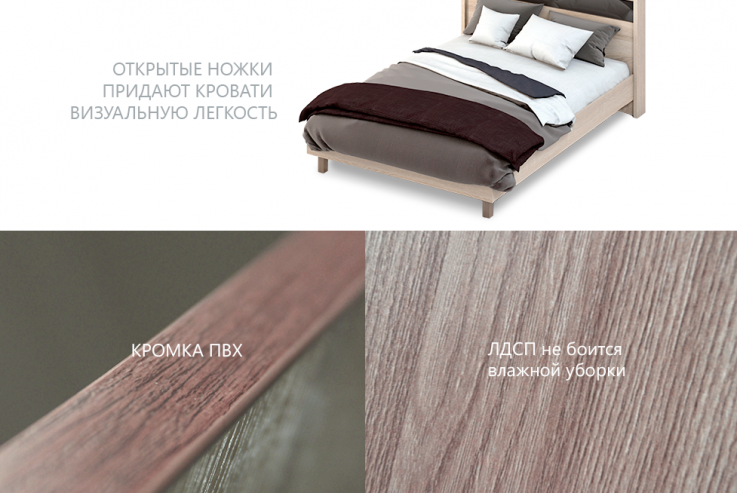 ОТКРЫТЫЕ НОЖКИ
ПРИДАЮТ КРОВАТИ
ВИЗУАЛЬНУЮ ЛЕГКОСТЬ
КРОМКА ПВХ
ЛДСП не боится
влажной уборки